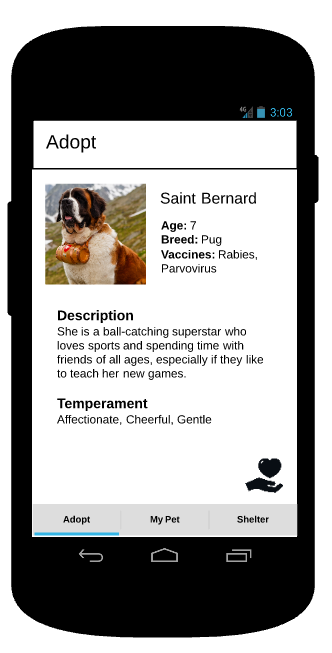 4G 3:03
Adopt
Saint Bernard
Age: 7
Breed: Pug
Vaccines: Rabies,
Parvovirus
Description
She is a ball-catching superstar who
loves sports and spending time with
friends of all ages, especially if they like
to teach her new games.
Temperament
Affectionate, Cheerful, Gentle
Adopt My Pet Shelter